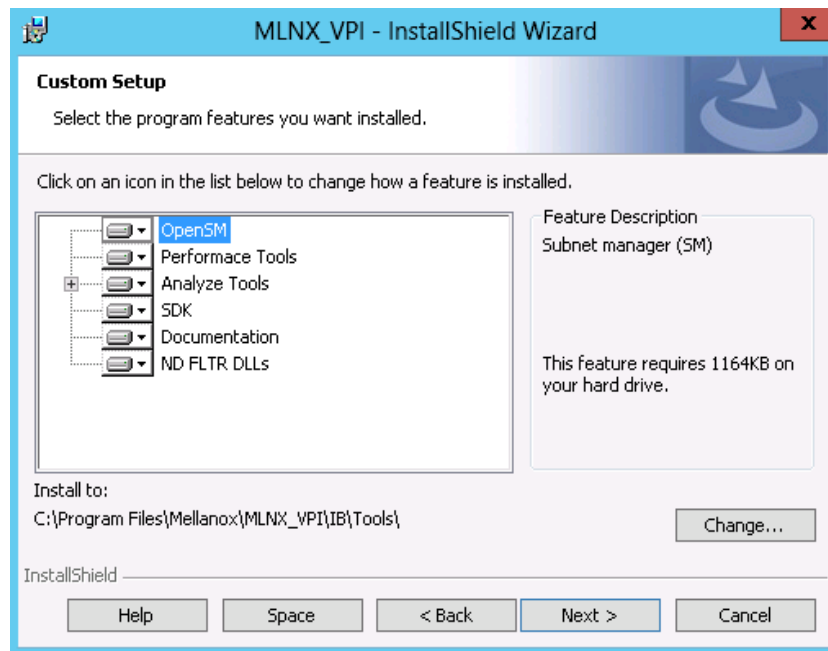 MLNX_VPI - InstallShield Wizard
x
Custom Setup
Select the program features you want installed.
Click on an icon in the list below to change how a feature is installed.
OpenSM
Performace Tools
Analyze Tools
SDK
Documentation
ND FLTR DLLs
Feature Description
Subnet manager (SM)
This feature requires 1164KB on
your hard drive.
Install to:
C:\Program Files\Mellanox\MLNX_VPI\IB\Tools\
Change...
InstallShield
Help
Space
< Back
Next >
Cancel